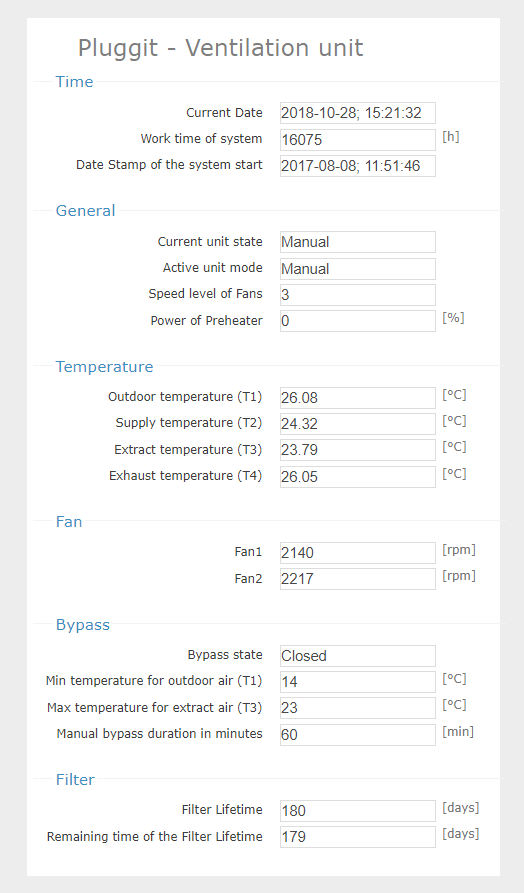 Pluggit - Ventilation unit
Time
Current Date 2018-10-28; 15:21:32
Work time of system 16075 [h]
Date Stamp of the system start 2017-08-08; 11:51:46
General
Current unit state Manual
Active unit mode Manual
Speed level of Fans 3
Power of Preheater 0 [%]
Temperature
Outdoor temperature (T1) 26.08 [°C]
Supply temperature (T2) 24.32 [°C]
Extract temperature (T3) 23.79 [°C]
Exhaust temperature (T4) 26.05 [°C]
Fan
Fan1 2140 [rpm]
Fan2 2217 [rpm]
Bypass
Bypass state Closed
Min temperature for outdoor air (T1) 14 [°C]
Max temperature for extract air (T3) 23 [°C]
Manual bypass duration in minutes 60 [min]
Filter
Filter Lifetime 180 [days]
Remaining time of the Filter Lifetime 179 [days]